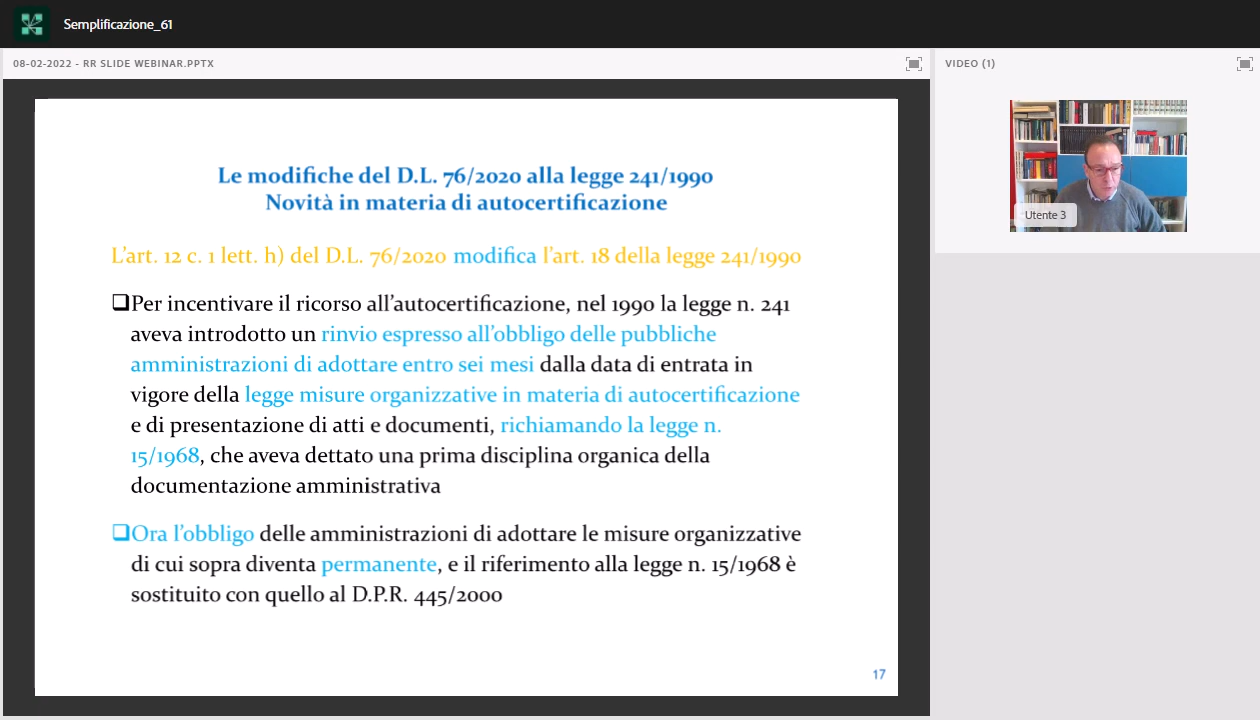 Semplificazione_61
08-02-2022 - RR SLIDE WEBINAR.PPTX
VIDEO (1)
Le modifiche del D.L. 76/2020 alla legge 241/1990
Novità in materia di autocertificazione
L'art. 12 c. 1 lett. h) del D.L. 76/2020 modifica l'art. 18 della legge 241/1990
❑Per incentivare il ricorso all'autocertificazione, nel 1990 la legge n. 241
aveva introdotto un rinvio espresso all'obbligo delle pubbliche
amministrazioni di adottare entro sei mesi dalla data di entrata in
vigore della legge misure organizzative in materia di autocertificazione
e di presentazione di atti e documenti, richiamando la legge n.
15/1968, che aveva dettato una prima disciplina organica della
documentazione amministrativa
❑Ora l'obbligo delle amministrazioni di adottare le misure organizzative
di cui sopra diventa permanente, e il riferimento alla legge n. 15/1968 è
sostituito con quello al D.P.R. 445/2000
17
Utente 3